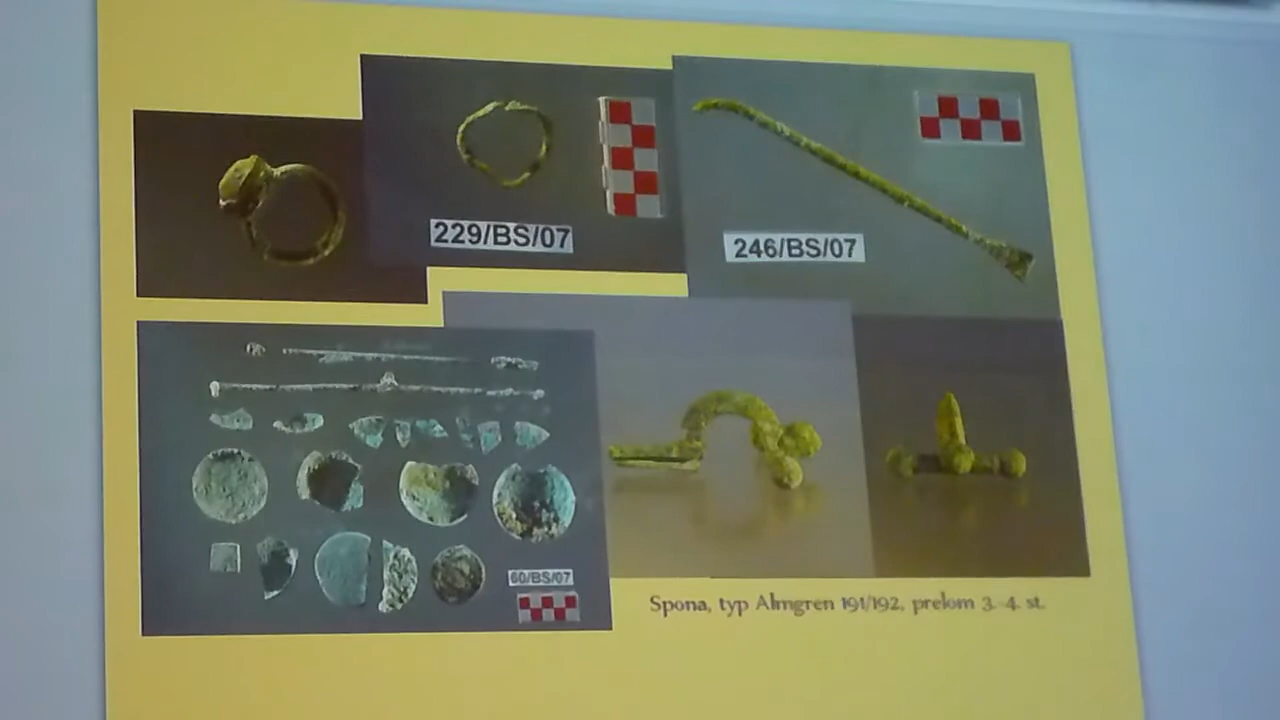 229/BS/07
246/BS/07
60/BS/07
Spona, typ Almgren 191/192, prelom 3.-4. st.